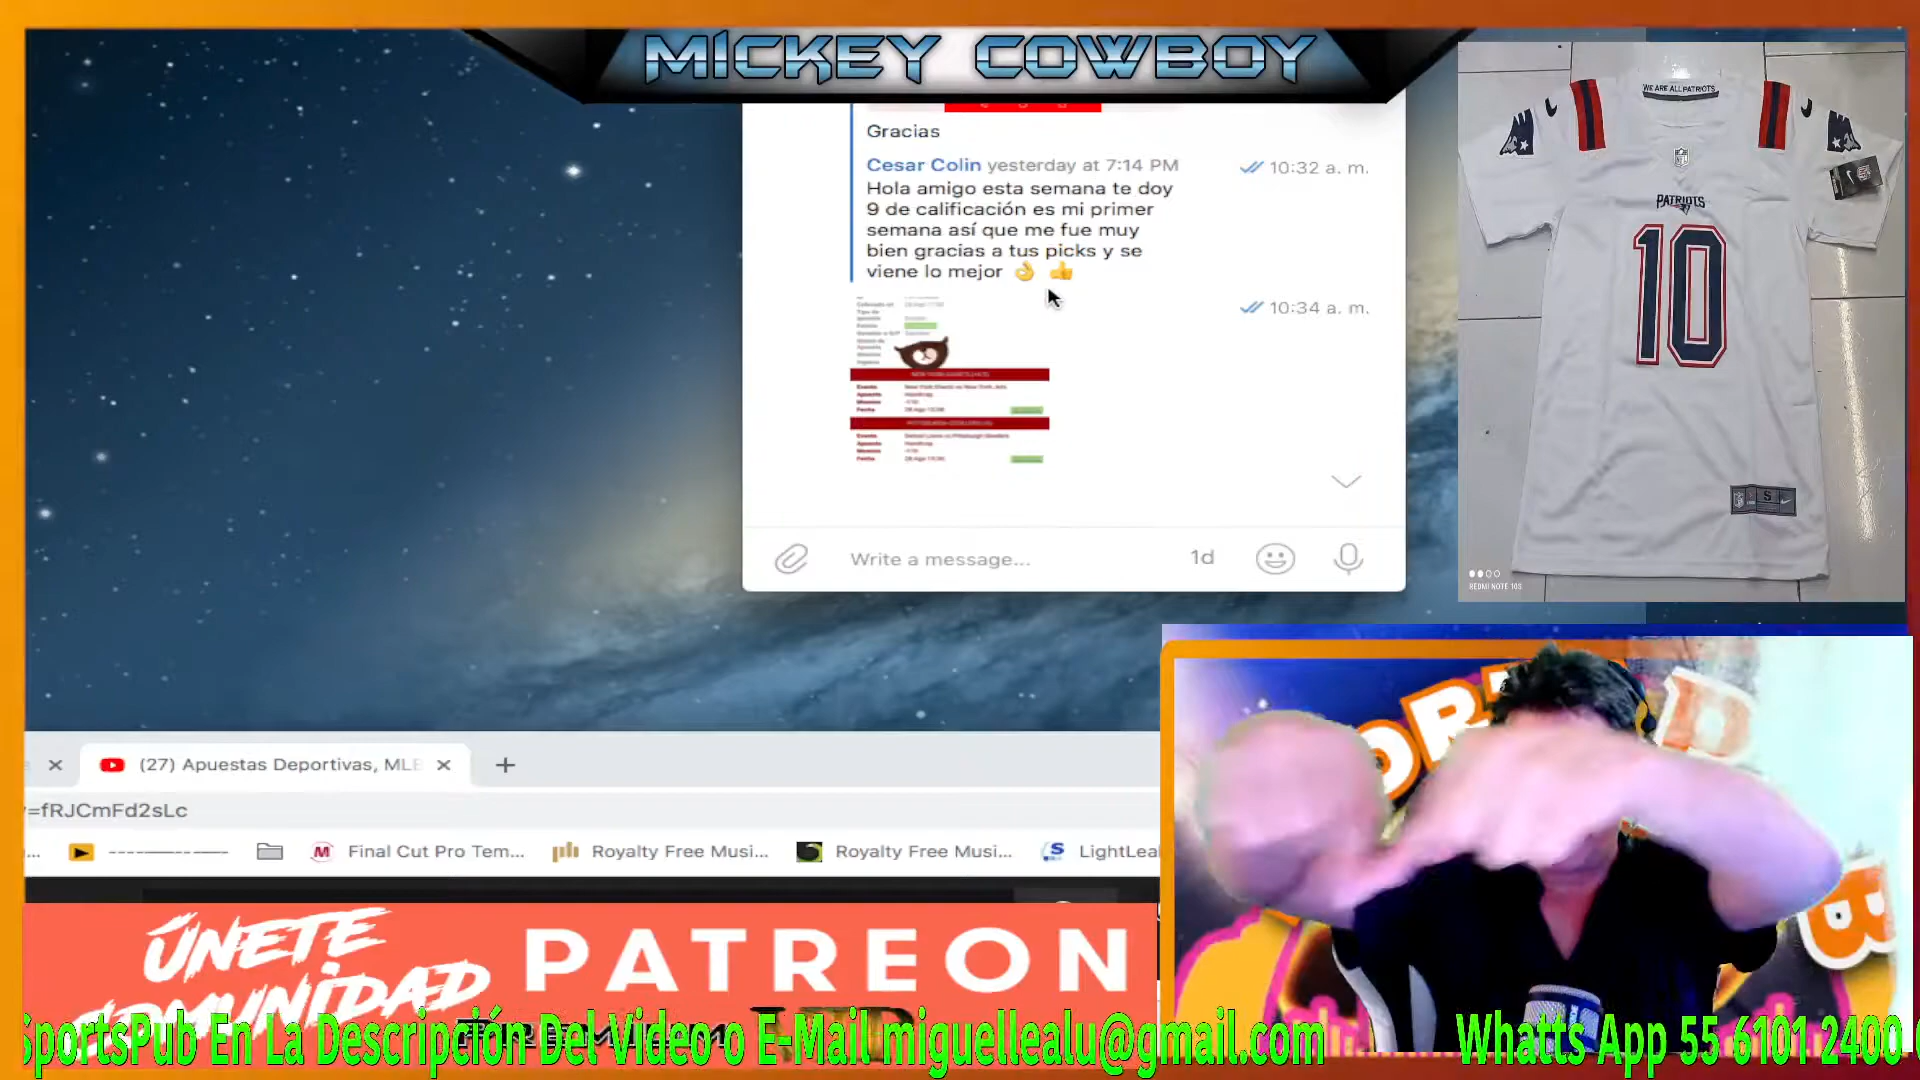 MICKEY COWBOY
Gracias
Cesar Colin yesterday at 7:14 PM
10:32 a. m.
Hola amigo esta semana te doy
9 de calificación es mi primer
semana así que me fue muy
bien gracias a tus picks y se
viene lo mejor 👌 👍
10:34 a. m.
Write a message...
1d
WE ARE ALL PATRIOTS
PATRIOTS
10
S
REDMI NOTE 10S
(27) Apuestas Deportivas, MLB
=fRJCmFd2sLc
Final Cut Pro Tem...
Royalty Free Musi...
Royalty Free Musi...
LightLea
ÚNETE
COMUNIDAD
PATREON
SportsPub En La Descripción Del Video o E-Mail miguellealu@gmail.com
Whatts App 55 6101 2400